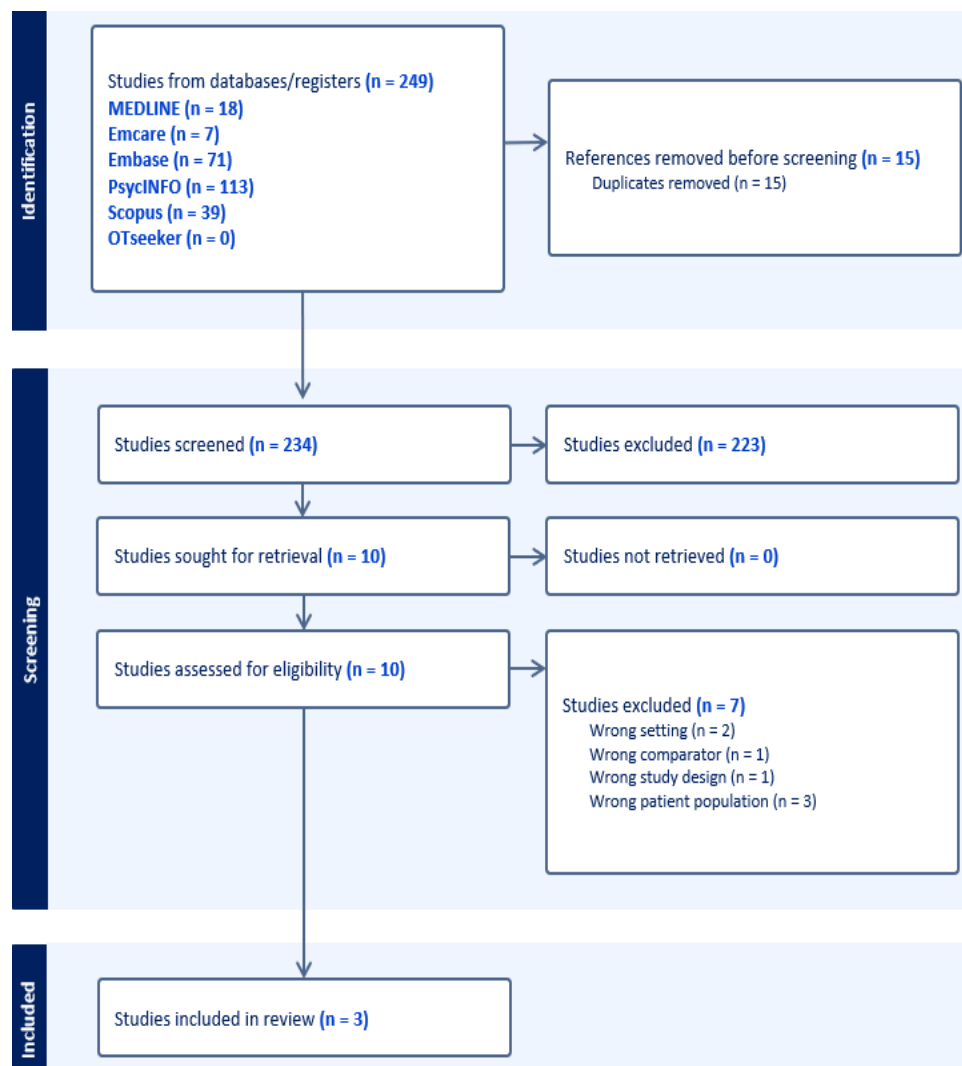 Identification
Studies from databases/registers (n = 249)
MEDLINE (n = 18)
Emcare (n = 7)
Embase (n = 71)
PsycINFO (n = 113)
Scopus (n = 39)
OTseeker (n = 0)
References removed before screening (n = 15)
Duplicates removed (n = 15)
Screening
Studies screened (n = 234)
Studies excluded (n = 223)
Studies sought for retrieval (n = 10)
Studies not retrieved (n = 0)
Studies assessed for eligibility (n = 10)
Studies excluded (n = 7)
Wrong setting (n = 2)
Wrong comparator (n = 1)
Wrong study design (n = 1)
Wrong patient population (n = 3)
Included
Studies included in review (n = 3)